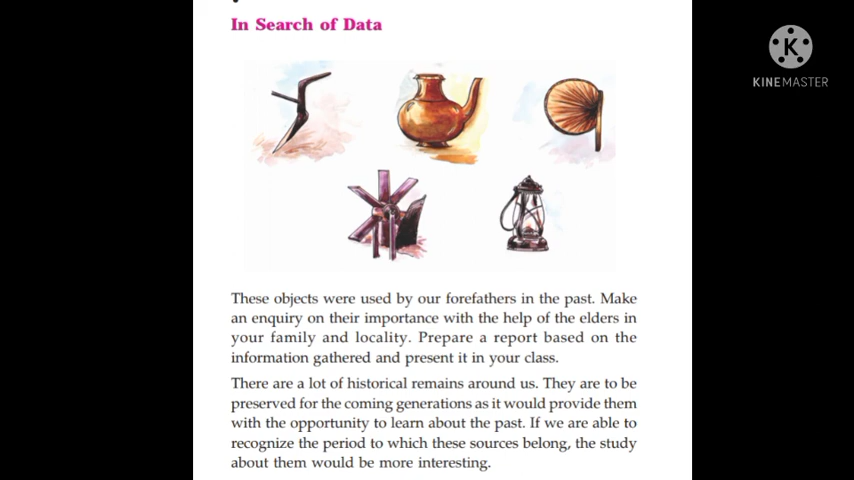 In Search of Data
K
KINEMASTER
These objects were used by our forefathers in the past. Make
an enquiry on their importance with the help of the elders in
your family and locality. Prepare a report based on the
information gathered and present it in your class.
There are a lot of historical remains around us. They are to be
preserved for the coming generations as it would provide them
with the opportunity to learn about the past. If we are able to
recognize the period to which these sources belong, the study
about them would be more interesting.